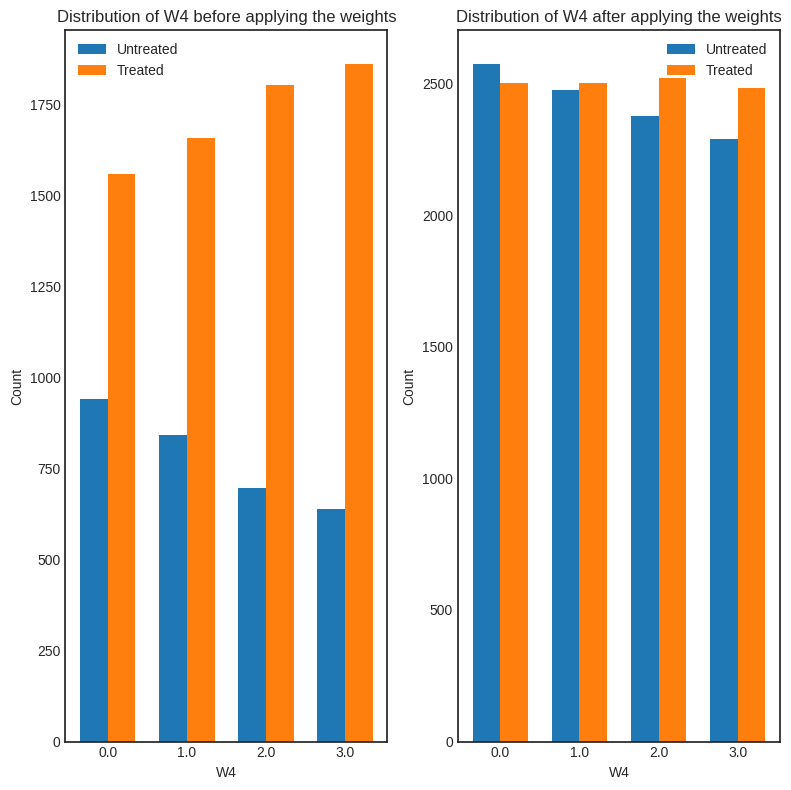 Distribution of W4 before applying the weights
Untreated
Treated
1750
1500
1250
1000
750
500
250
0
Count
0.0 1.0 2.0 3.0
W4
Distribution of W4 after applying the weights
Untreated
Treated
2500
2000
1500
1000
500
0
Count
0.0 1.0 2.0 3.0
W4